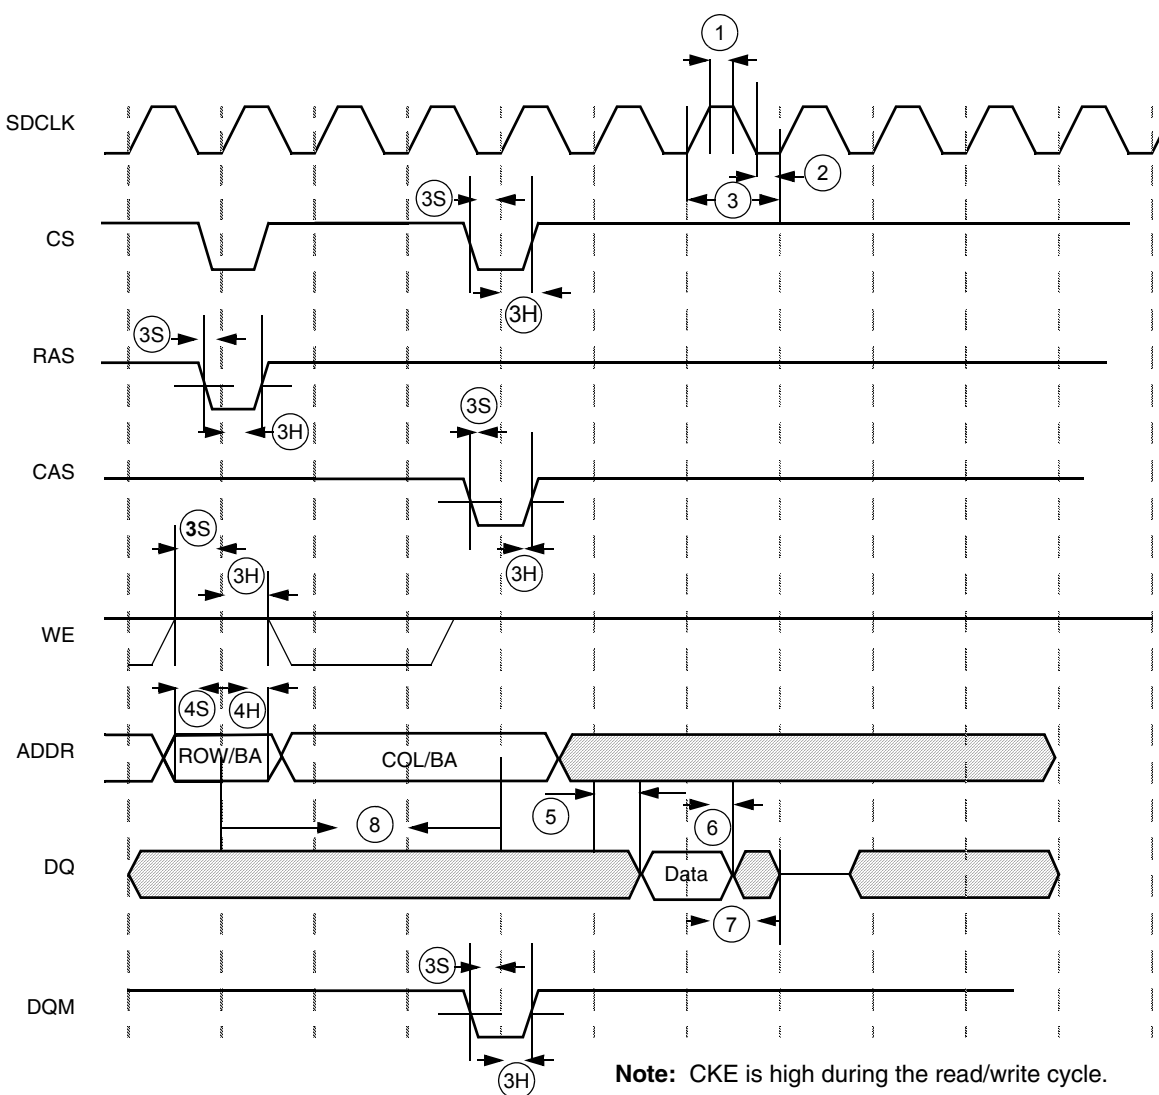 1
SDCLK
2
3S
3
CS
3H
3S
RAS
3S
3H
CAS
3S
3H
3H
WE
4S
4H
ADDR
ROW/BA
COL/BA
5
8
6
DQ
Data
7
3S
DQM
3H
Note: CKE is high during the read/write cycle.